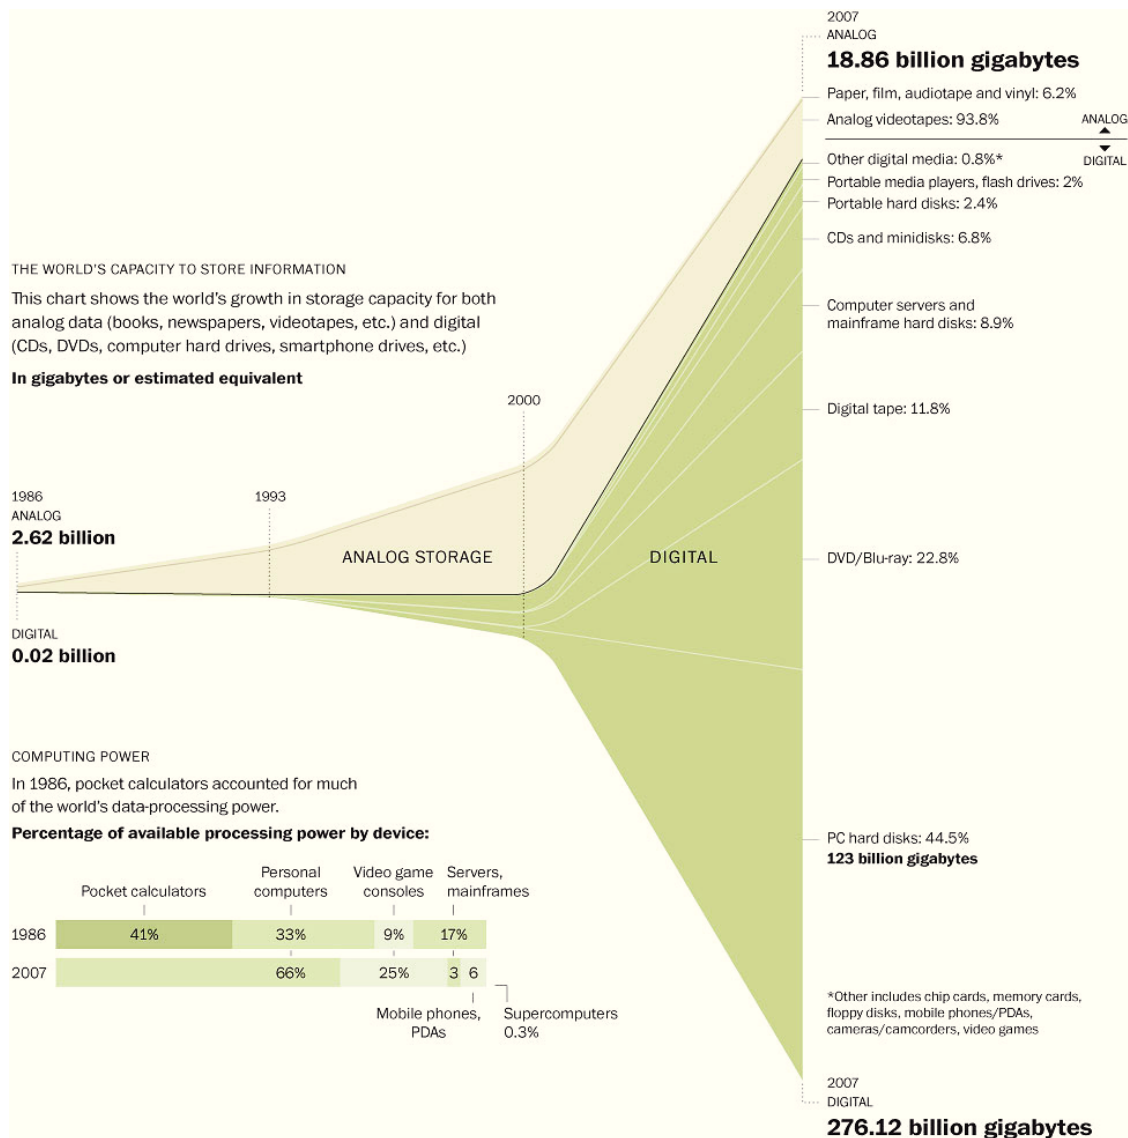 2007
ANALOG
18.86 billion gigabytes
Paper, film, audiotape and vinyl: 6.2%
Analog videotapes: 93.8%
ANALOG
DIGITAL
Other digital media: 0.8%*
Portable media players, flash drives: 2%
Portable hard disks: 2.4%
CDs and minidisks: 6.8%
Computer servers and
mainframe hard disks: 8.9%
Digital tape: 11.8%
DVD/Blu-ray: 22.8%
PC hard disks: 44.5%
123 billion gigabytes
*Other includes chip cards, memory cards,
floppy disks, mobile phones/PDAs,
cameras/camcorders, video games
2007
DIGITAL
276.12 billion gigabytes
THE WORLD'S CAPACITY TO STORE INFORMATION
This chart shows the world's growth in storage capacity for both
analog data (books, newspapers, videotapes, etc.) and digital
(CDs, DVDs, computer hard drives, smartphone drives, etc.)
In gigabytes or estimated equivalent
2000
1993
1986
ANALOG
2.62 billion
ANALOG STORAGE
DIGITAL
DIGITAL
0.02 billion
COMPUTING POWER
In 1986, pocket calculators accounted for much
of the world's data-processing power.
Percentage of available processing power by device:
Pocket calculators
Personal
computers
Video game
consoles
Servers,
mainframes
1986 41% 33% 9% 17%
2007 66% 25% 3 6
Mobile phones,
PDAs
Supercomputers
0.3%